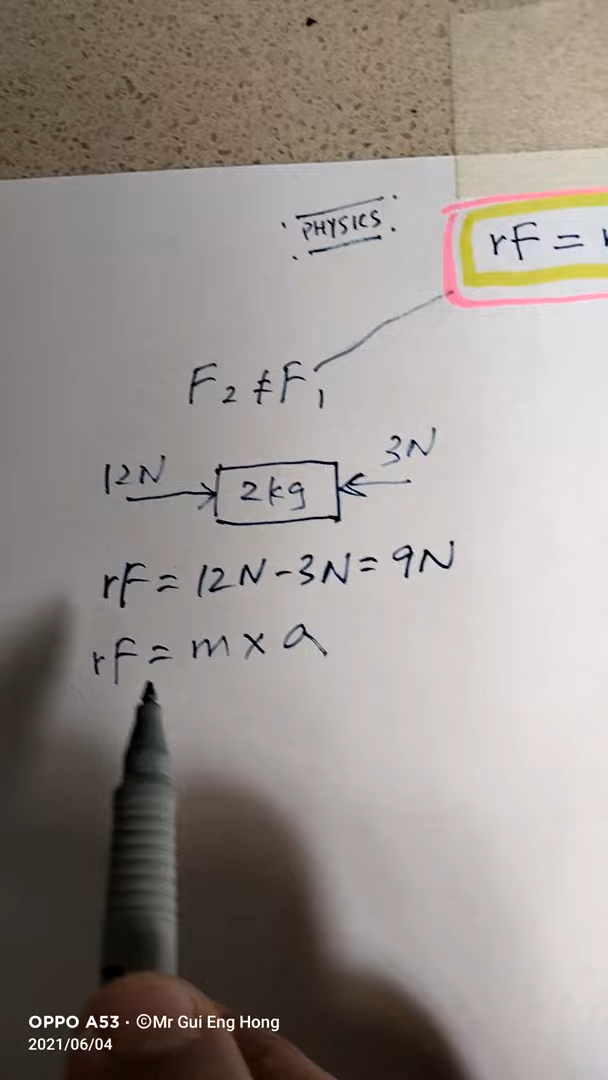 PHYSICS
rF =
F₂ ≠ F₁
12N 2kg 3N
rF = 12N - 3N = 9N
rF = m × a
OPPO A53 · ©Mr Gui Eng Hong
2021/06/04